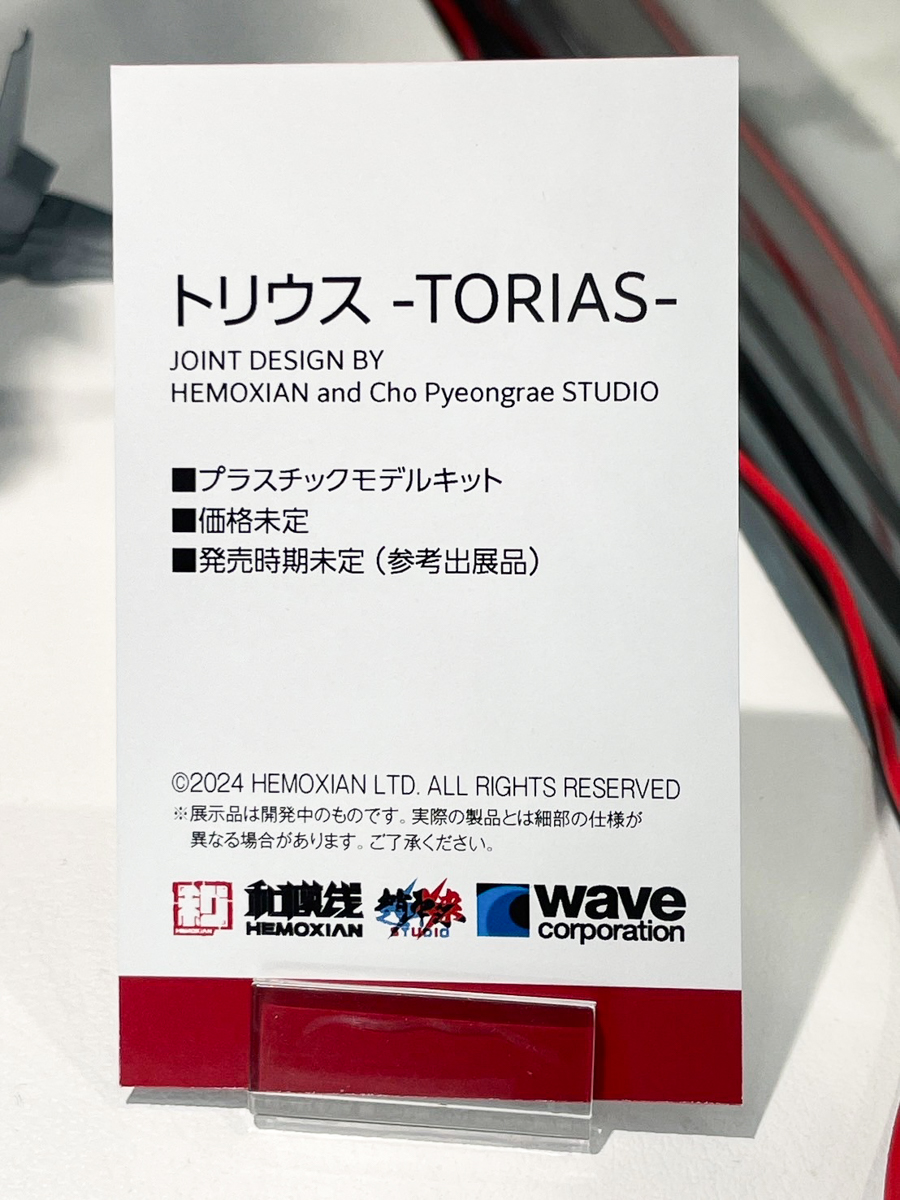 トリウス -TORIAS-
JOINT DESIGN BY
HEMOXIAN and Cho Pyeongrae STUDIO
■プラスチックモデルキット
■価格未定
■発売時期未定（参考出展品）
©2024 HEMOXIAN LTD. ALL RIGHTS RESERVED
※展示品は開発中のものです。実際の製品とは細部の仕様が
異なる場合があります。ご了承ください。
和模线
HEMOXIAN
STUDIO
wave
corporation